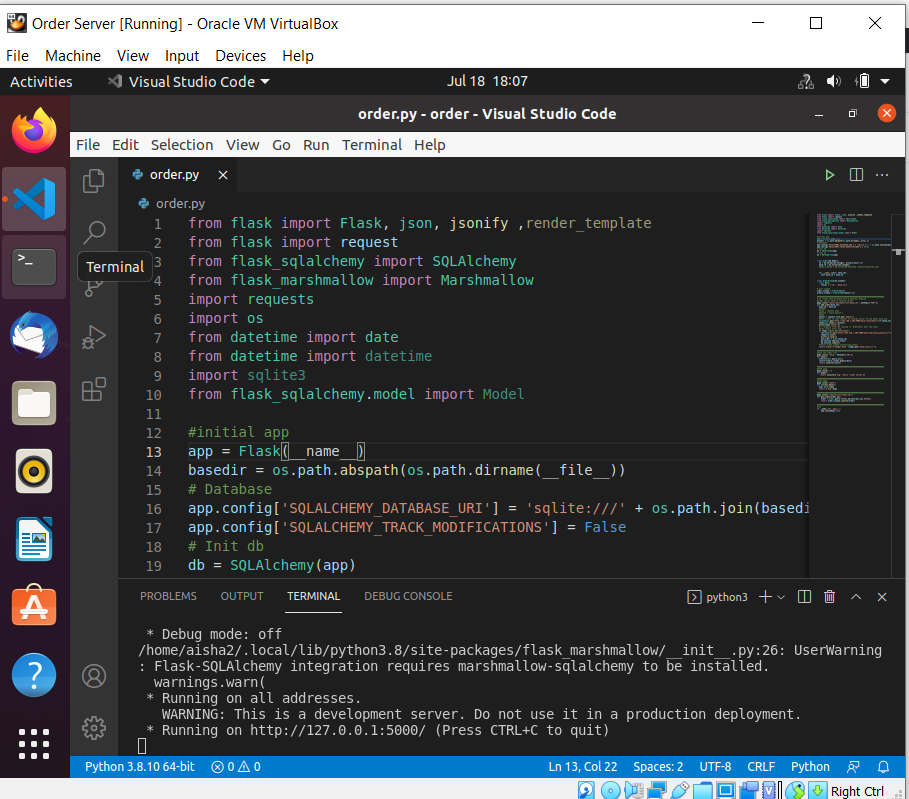 Order Server [Running] - Oracle VM VirtualBox
File Machine View Input Devices Help
Activities Visual Studio Code Jul 18 18:07
order.py - order - Visual Studio Code
File Edit Selection View Go Run Terminal Help
order.py
order.py
Terminal
1 from flask import Flask, json, jsonify ,render_template
2 from flask import request
3 from flask_sqlalchemy import SQLAlchemy
4 from flask_marshmallow import Marshmallow
5 import requests
6 import os
7 from datetime import date
8 from datetime import datetime
9 import sqlite3
10 from flask_sqlalchemy.model import Model
11
12 #initial app
13 app = Flask(__name__)
14 basedir = os.path.abspath(os.path.dirname(__file__))
15 # Database
16 app.config['SQLALCHEMY_DATABASE_URI'] = 'sqlite:///' + os.path.join(basedi
17 app.config['SQLALCHEMY_TRACK_MODIFICATIONS'] = False
18 # Init db
19 db = SQLAlchemy(app)
PROBLEMS OUTPUT TERMINAL DEBUG CONSOLE python3
* Debug mode: off
/home/aisha2/.local/lib/python3.8/site-packages/flask_marshmallow/__init__.py:26: UserWarning
: Flask-SQLAlchemy integration requires marshmallow-sqlalchemy to be installed.
warnings.warn(
* Running on all addresses.
WARNING: This is a development server. Do not use it in a production deployment.
* Running on http://127.0.0.1:5000/ (Press CTRL+C to quit)
Python 3.8.10 64-bit 0 0 Ln 13, Col 22 Spaces: 2 UTF-8 CRLF Python
Right Ctrl